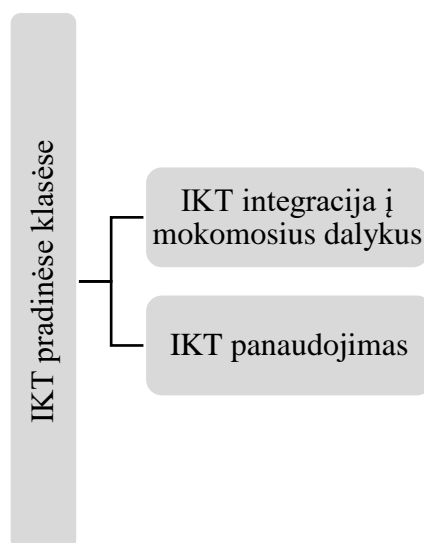 IKT pradinėse klasėse
IKT integracija į
mokomosius dalykus
IKT panaudojimas